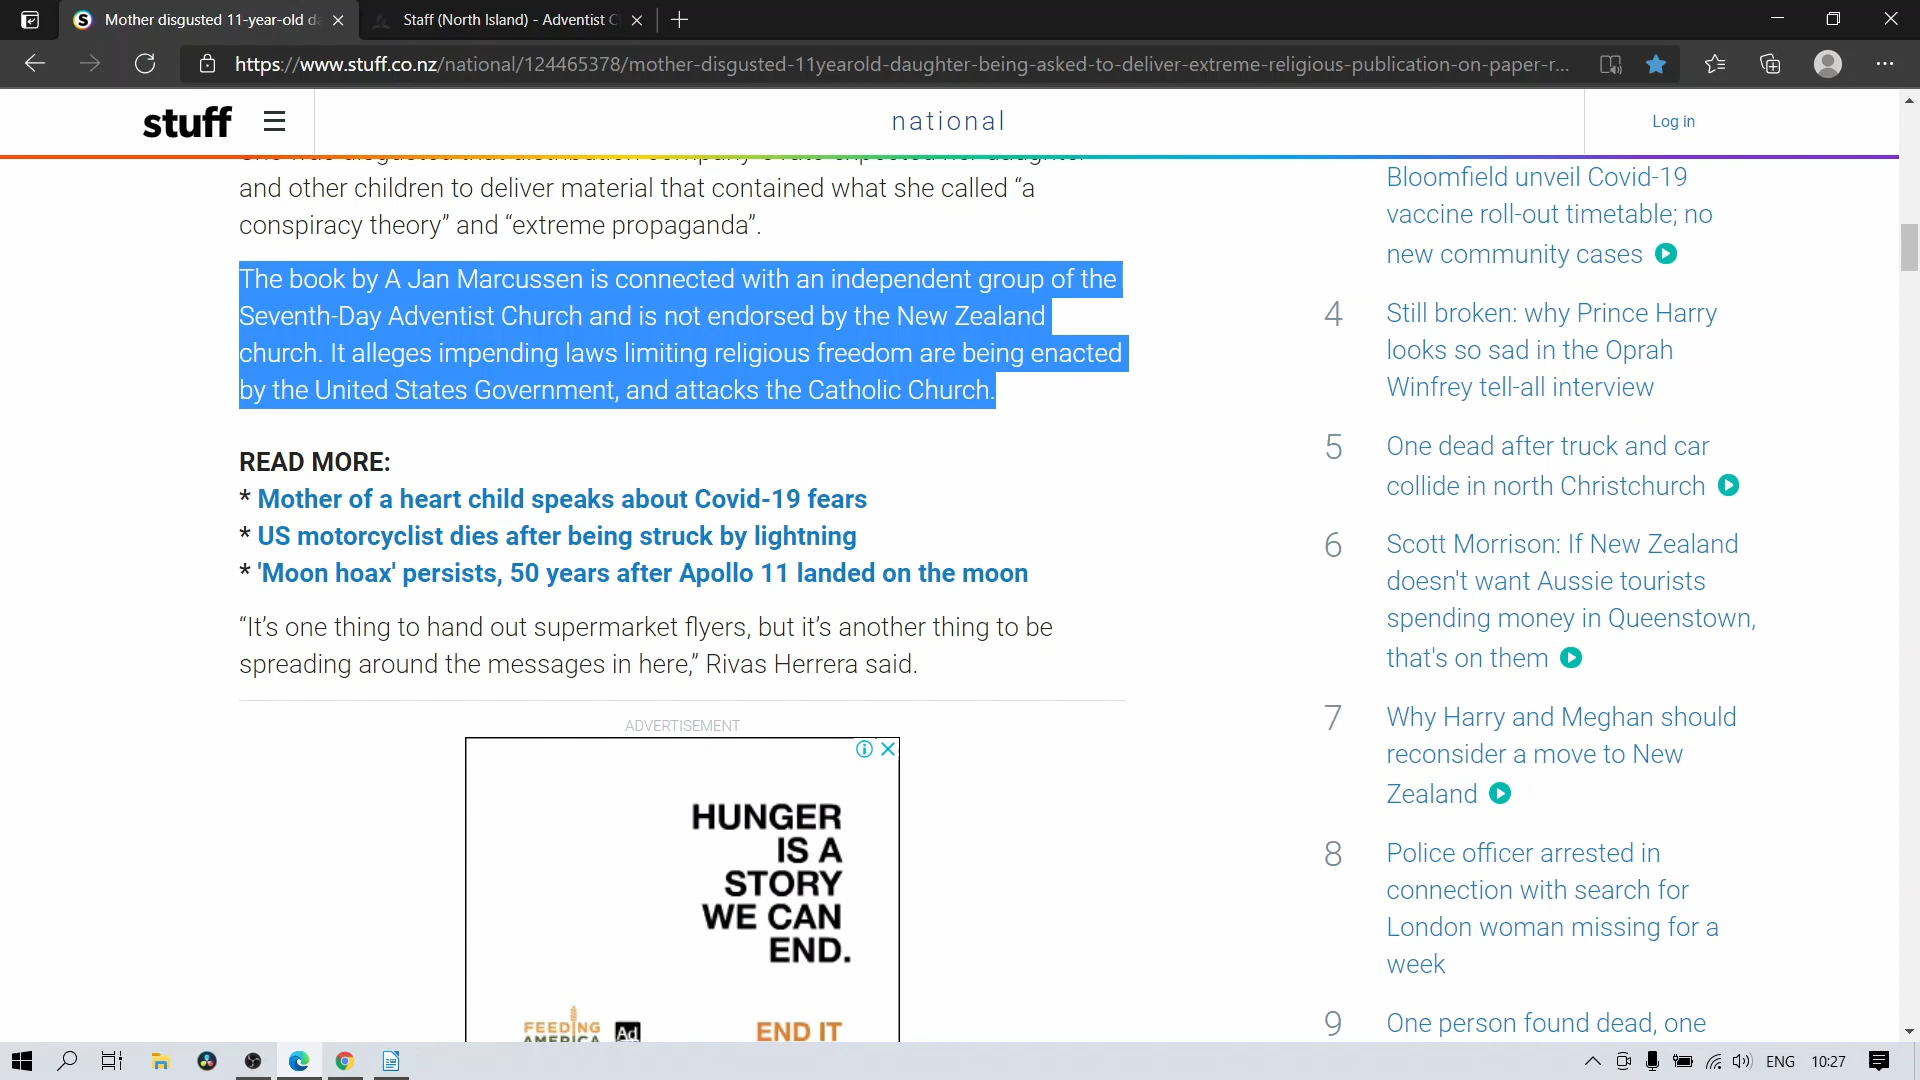 Mother disgusted 11-year-old d
Staff (North Island) - Adventist C
https://www.stuff.co.nz/national/124465378/mother-disgusted-11yearold-daughter-being-asked-to-deliver-extreme-religious-publication-on-paper-r...
stuff
national
Log in
and other children to deliver material that contained what she called “a
conspiracy theory” and “extreme propaganda”.
The book by A Jan Marcussen is connected with an independent group of the
Seventh-Day Adventist Church and is not endorsed by the New Zealand
church. It alleges impending laws limiting religious freedom are being enacted
by the United States Government, and attacks the Catholic Church.
READ MORE:
* Mother of a heart child speaks about Covid-19 fears
* US motorcyclist dies after being struck by lightning
* 'Moon hoax' persists, 50 years after Apollo 11 landed on the moon
“It’s one thing to hand out supermarket flyers, but it’s another thing to be
spreading around the messages in here,” Rivas Herrera said.
ADVERTISEMENT
HUNGER
IS A
STORY
WE CAN
END.
FEEDING
AMERICA
Ad
END IT
Bloomfield unveil Covid-19
vaccine roll-out timetable; no
new community cases
4
Still broken: why Prince Harry
looks so sad in the Oprah
Winfrey tell-all interview
5
One dead after truck and car
collide in north Christchurch
6
Scott Morrison: If New Zealand
doesn't want Aussie tourists
spending money in Queenstown,
that's on them
7
Why Harry and Meghan should
reconsider a move to New
Zealand
8
Police officer arrested in
connection with search for
London woman missing for a
week
9
One person found dead, one
ENG
10:27